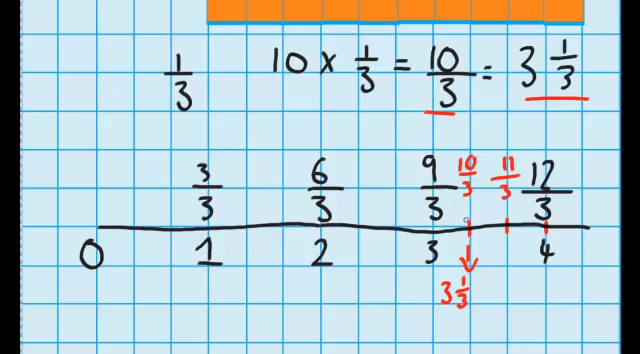 1/3 10 × 1/3 = 10/3 = 3 1/3
3/3 6/3 9/3 10/3 11/3 12/3
0 1 2 3 4
3 1/3